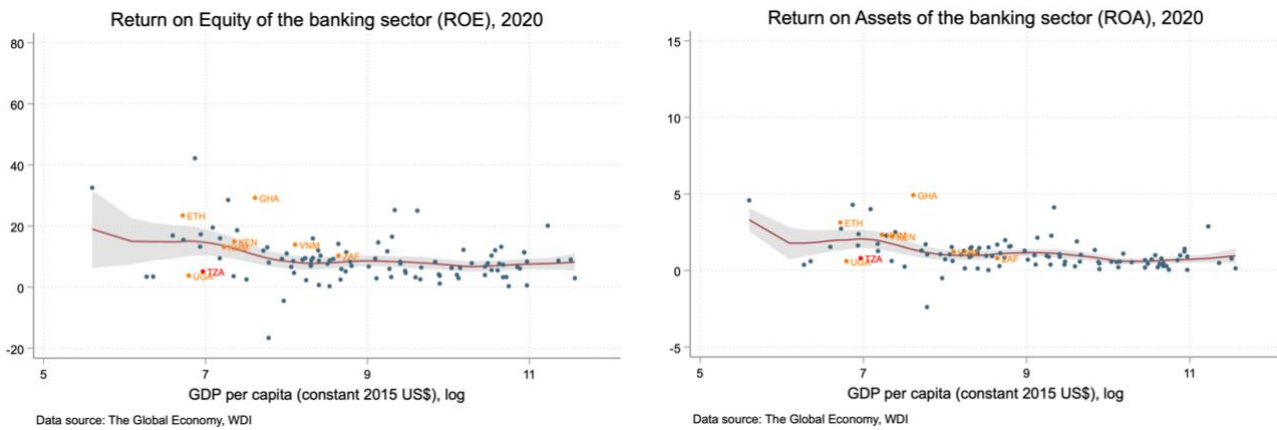 Return on Equity of the banking sector (ROE), 2020
80
60
40
20
0
-20
GHA
ETH
KEN
VNM
ZAF
TZA
UGA
5
7
9
11
GDP per capita (constant 2015 US$), log
Data source: The Global Economy, WDI
Return on Assets of the banking sector (ROA), 2020
15
10
5
0
-5
GHA
ETH
KEN
ZAF
TZA
UGA
5
7
9
11
GDP per capita (constant 2015 US$), log
Data source: The Global Economy, WDI